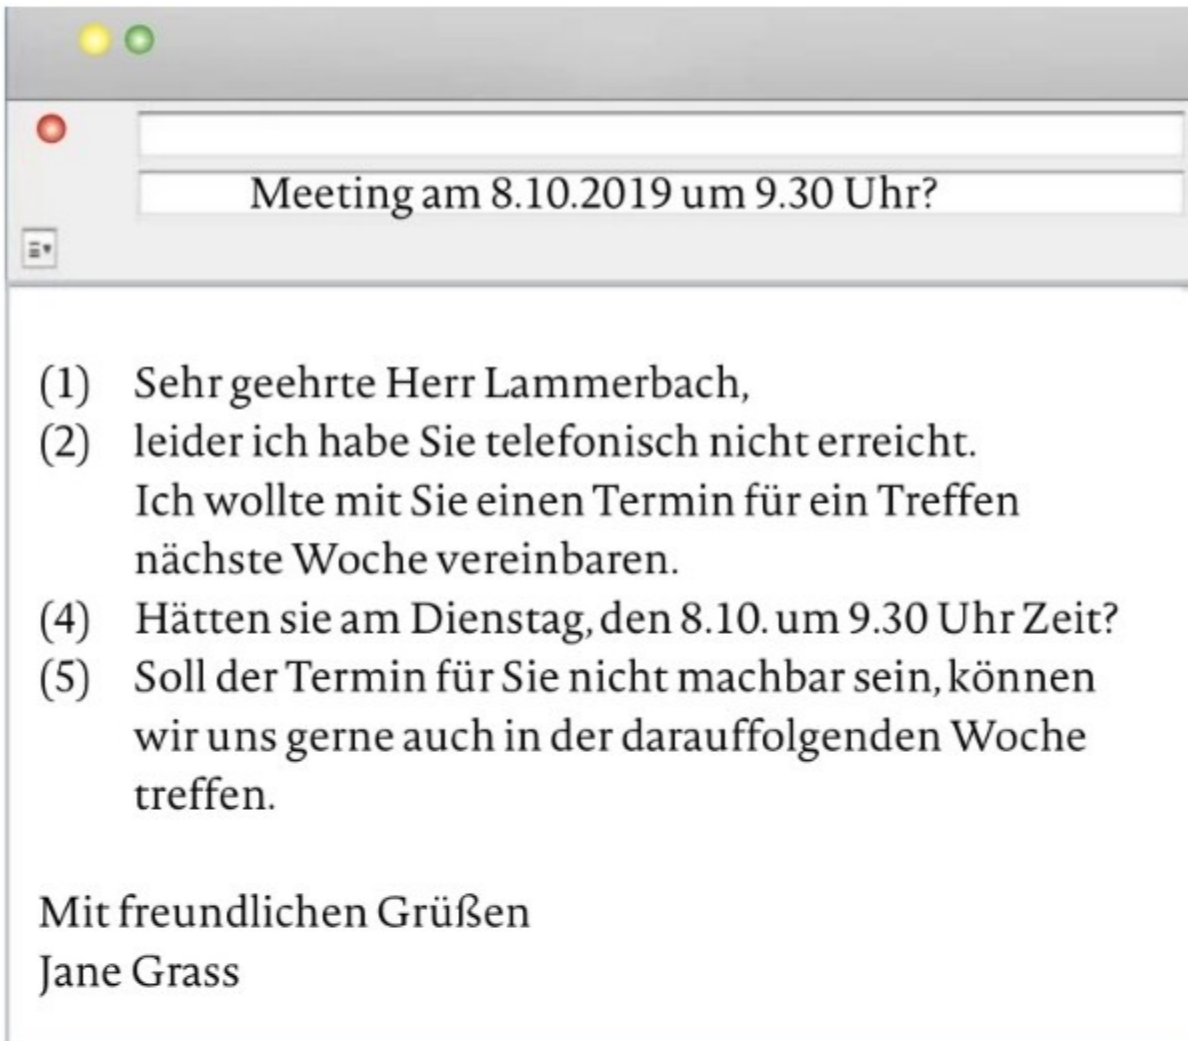 Meeting am 8.10.2019 um 9.30 Uhr?
(1) Sehr geehrte Herr Lammerbach,
(2) leider ich habe Sie telefonisch nicht erreicht.
Ich wollte mit Sie einen Termin für ein Treffen
nächste Woche vereinbaren.
(4) Hätten sie am Dienstag, den 8.10. um 9.30 Uhr Zeit?
(5) Soll der Termin für Sie nicht machbar sein, können
wir uns gerne auch in der darauffolgenden Woche
treffen.
Mit freundlichen Grüßen
Jane Grass